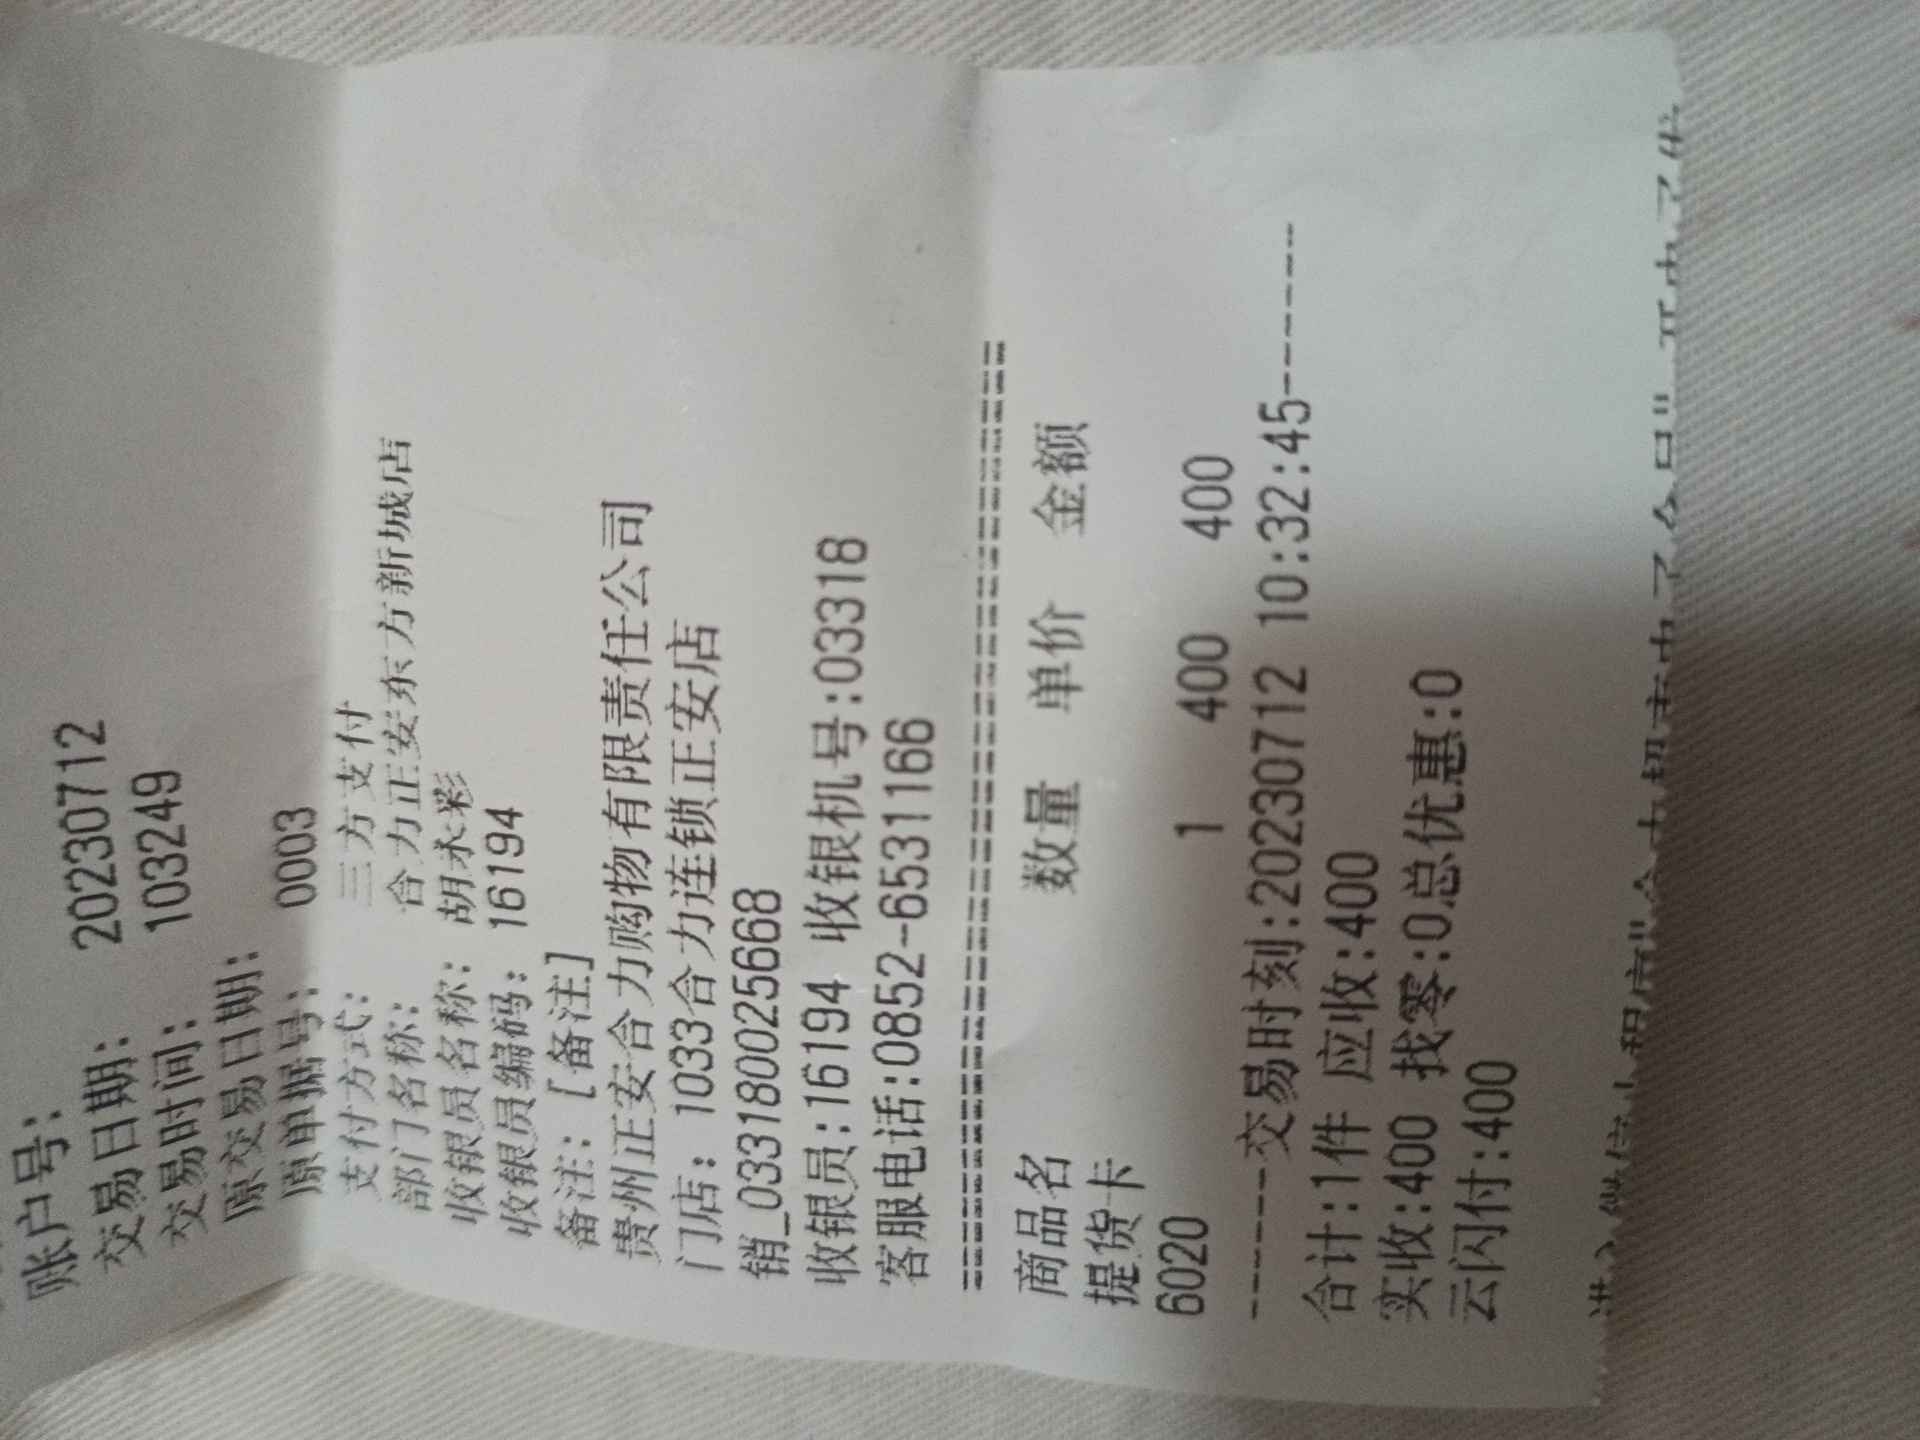 账户号:
交易日期: 20230712
交易时间: 103249
原交易日期:
原单据号: 0003
支付方式: 三方支付
部门名称: 合力正安东方新城店
收银员名称: 胡永彩
收银员编码: 16194
备注: [备注]
贵州正安合力购物有限责任公司
门店: 1033合力连锁正安店
销_033180025668
收银员:16194 收银机号:03318
客服电话:0852-6531166
================================
商品名 数量 单价 金额
提货卡
6020 1 400 400
------交易时刻:20230712 10:32:45--------
合计:1件 应收:400
实收:400 找零:0总优惠:0
云闪付:400